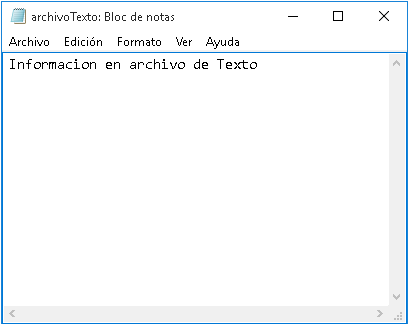 archivoTexto: Bloc de notas
Archivo Edición Formato Ver Ayuda
Informacion en archivo de Texto